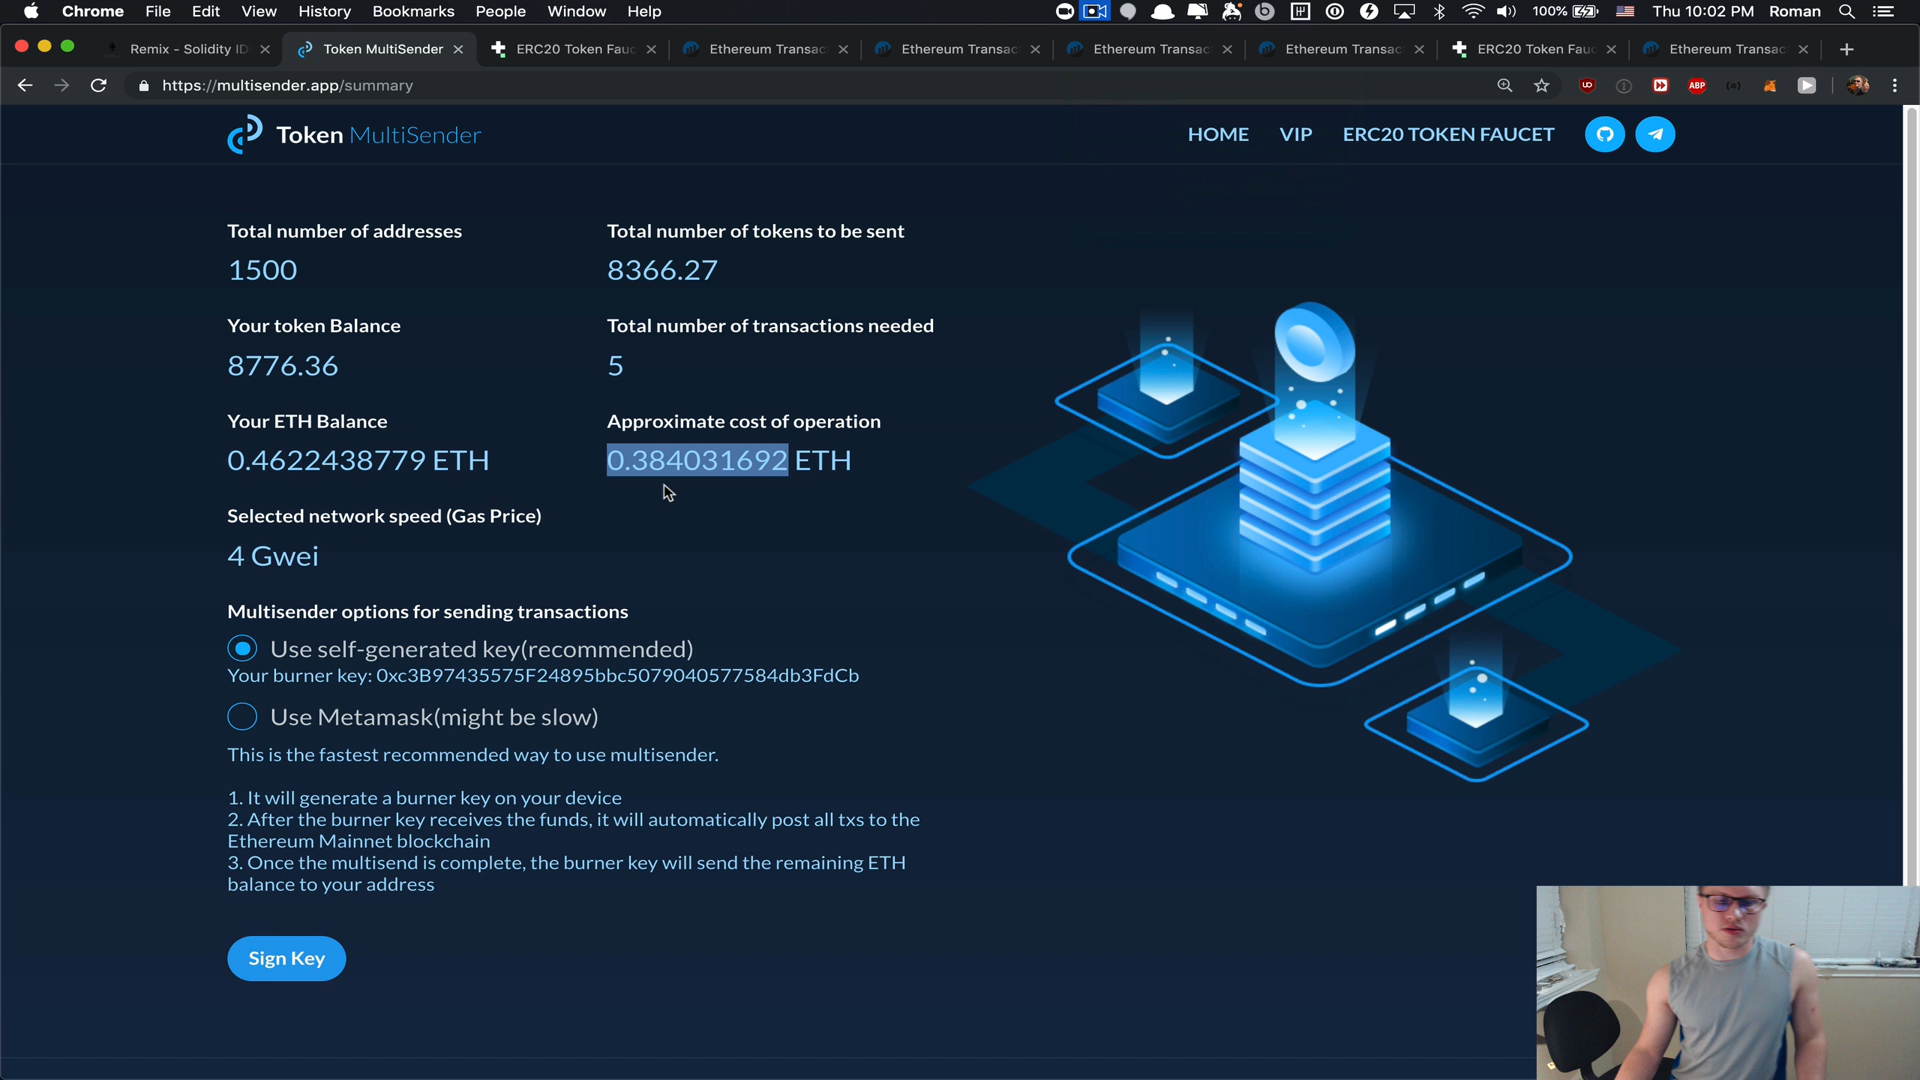 Chrome File Edit View History Bookmarks People Window Help 100% Thu 10:02 PM Roman
Remix - Solidity ID Token MultiSender ERC20 Token Fauc Ethereum Transac Ethereum Transac Ethereum Transac Ethereum Transac ERC20 Token Fauc Ethereum Transac
https://multisender.app/summary ABP
Token MultiSender HOME VIP ERC20 TOKEN FAUCET
Total number of addresses Total number of tokens to be sent
1500 8366.27
Your token Balance Total number of transactions needed
8776.36 5
Your ETH Balance Approximate cost of operation
0.4622438779 ETH 0.384031692 ETH
Selected network speed (Gas Price)
4 Gwei
Multisender options for sending transactions
Use self-generated key(recommended)
Your burner key: 0xc3B97435575F24895bbc5079040577584db3FdCb
Use Metamask(might be slow)
This is the fastest recommended way to use multisender.
1. It will generate a burner key on your device
2. After the burner key receives the funds, it will automatically post all txs to the
Ethereum Mainnet blockchain
3. Once the multisend is complete, the burner key will send the remaining ETH
balance to your address
Sign Key